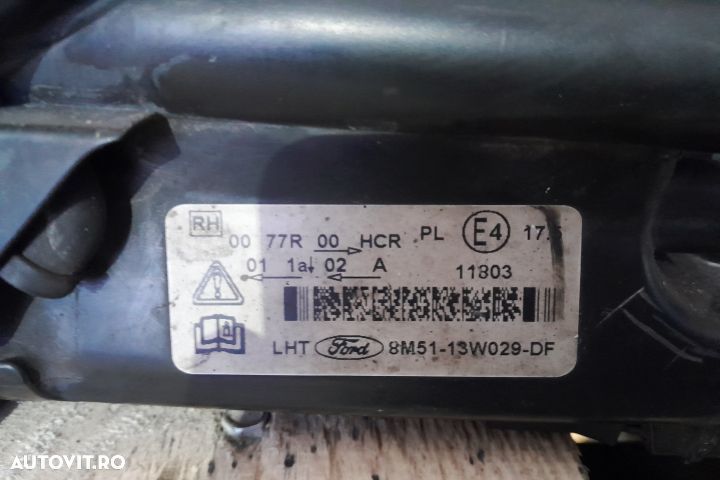 RH
00 77R 00 HCR PL E4 17.5
01 1a 02 A 11803
LHT Ford 8M51-13W029-DF
AUTOVIT.RO